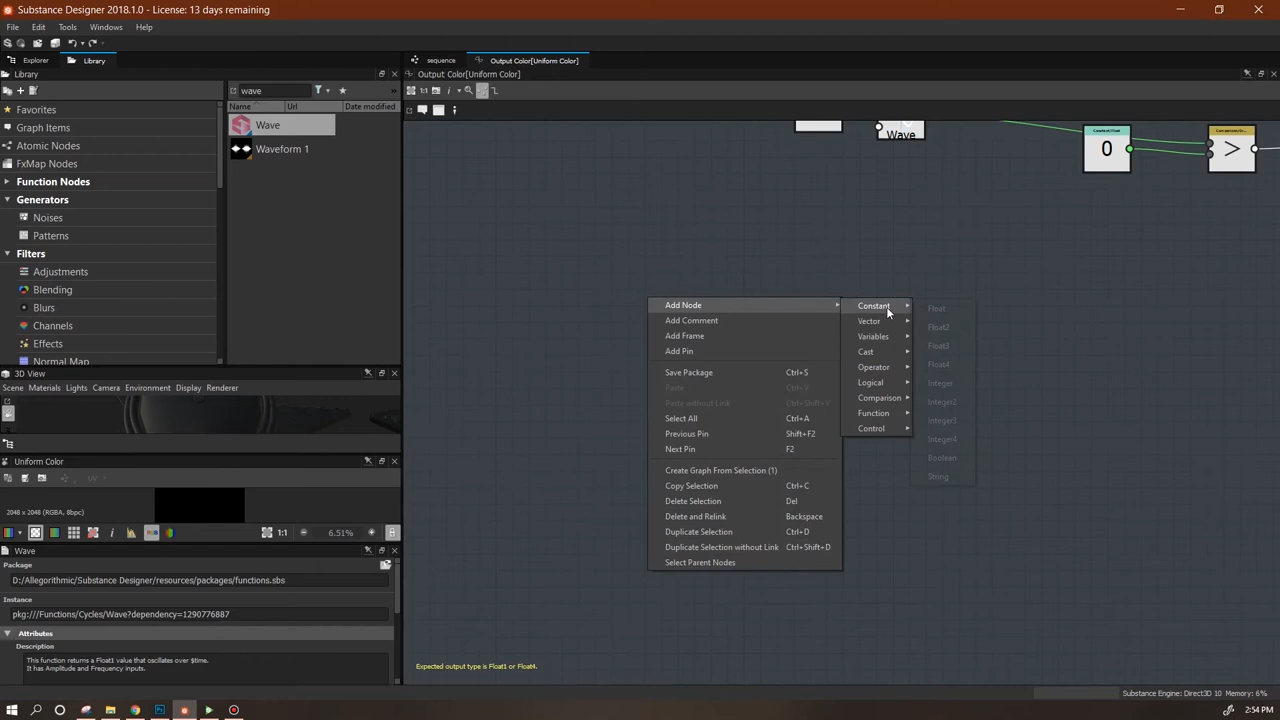 Substance Designer 2018.1.0 - License: 13 days remaining
File Edit Tools Windows Help
Explorer Library sequence Output Color[Uniform Color]
Library Output Color[Uniform Color]
wave
1:1
Name Url Date modified
Favorites
Wave
Graph Items
Atomic Nodes
Waveform 1
FxMap Nodes
Function Nodes
Generators
Noises
Patterns
Filters
Adjustments
Blending
Blurs
Channels
Effects
Normal Map
Wave
Constant/Float
0
>
Add Node
Add Comment
Add Frame
Add Pin
Save Package Ctrl+S
Paste Ctrl+V
Paste without Link Ctrl+Shift+V
Select All Ctrl+A
Previous Pin Shift+F2
Next Pin F2
Create Graph From Selection (1)
Copy Selection Ctrl+C
Delete Selection Del
Delete and Relink Backspace
Duplicate Selection Ctrl+D
Duplicate Selection without Link Ctrl+Shift+D
Select Parent Nodes
Constant
Vector
Variables
Cast
Operator
Logical
Comparison
Function
Control
Float
Float2
Float3
Float4
Integer
Integer2
Integer3
Integer4
Boolean
String
3D View
Scene Materials Lights Camera Environment Display Renderer
Uniform Color
UV
2048 x 2048 (RGBA, 8bpc)
1:1 6.51%
Wave
Package
D:/Allegorithmic/Substance Designer/resources/packages/functions.sbs
Instance
pkg:///Functions/Cycles/Wave?dependency=1290776887
Attributes
Description
This function returns a Float1 value that oscilates over $time.
It has Amplitude and Frequency inputs.
Expected output type is Float1 or Float4.
Substance Engine: Direct3D 10 Memory: 6%
2:54 PM